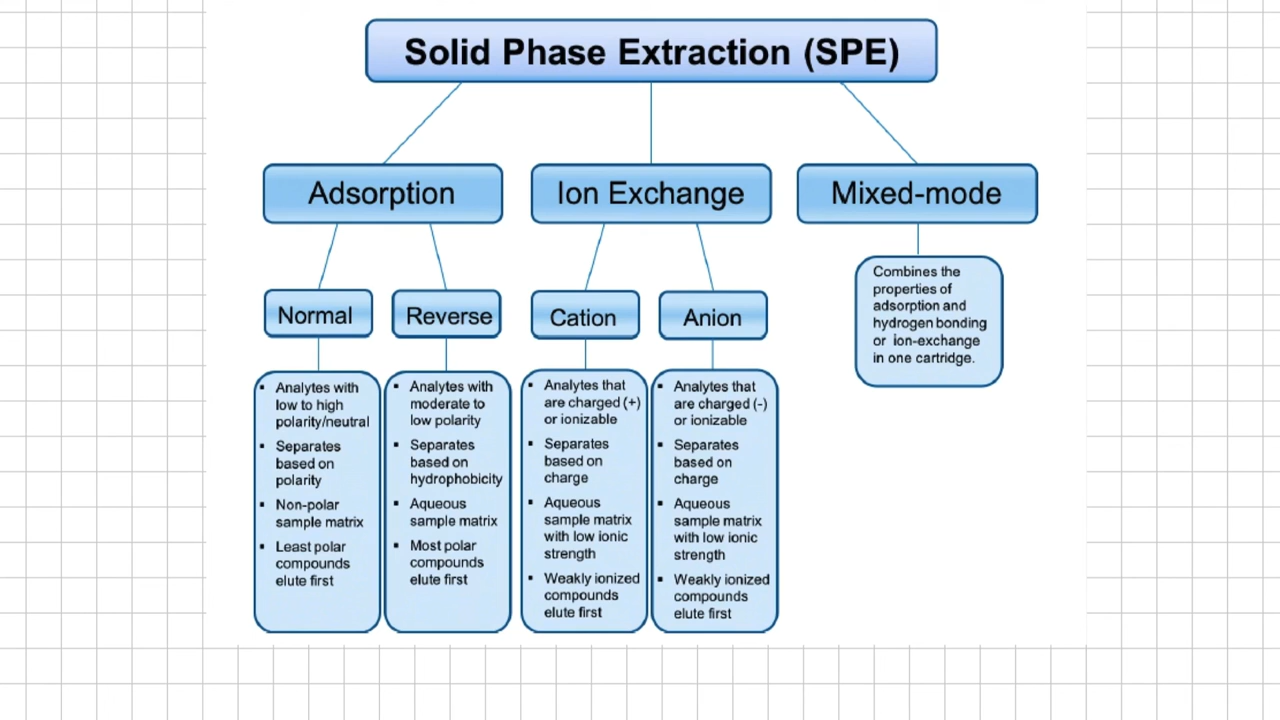 Solid Phase Extraction (SPE)
Adsorption
Ion Exchange
Mixed-mode
Normal
Reverse
Cation
Anion
▪ Analytes with
low to high
polarity/neutral
▪ Separates
based on
polarity
▪ Non-polar
sample matrix
▪ Least polar
compounds
elute first
▪ Analytes with
moderate to
low polarity
▪ Separates
based on
hydrophobicity
▪ Aqueous
sample matrix
▪ Most polar
compounds
elute first
▪ Analytes that
are charged (+)
or ionizable
▪ Separates
based on
charge
▪ Aqueous
sample matrix
with low ionic
strength
▪ Weakly ionized
compounds
elute first
▪ Analytes that
are charged (-)
or ionizable
▪ Separates
based on
charge
▪ Aqueous
sample matrix
with low ionic
strength
▪ Weakly ionized
compounds
elute first
Combines the
properties of
adsorption and
hydrogen bonding
or ion-exchange
in one cartridge.